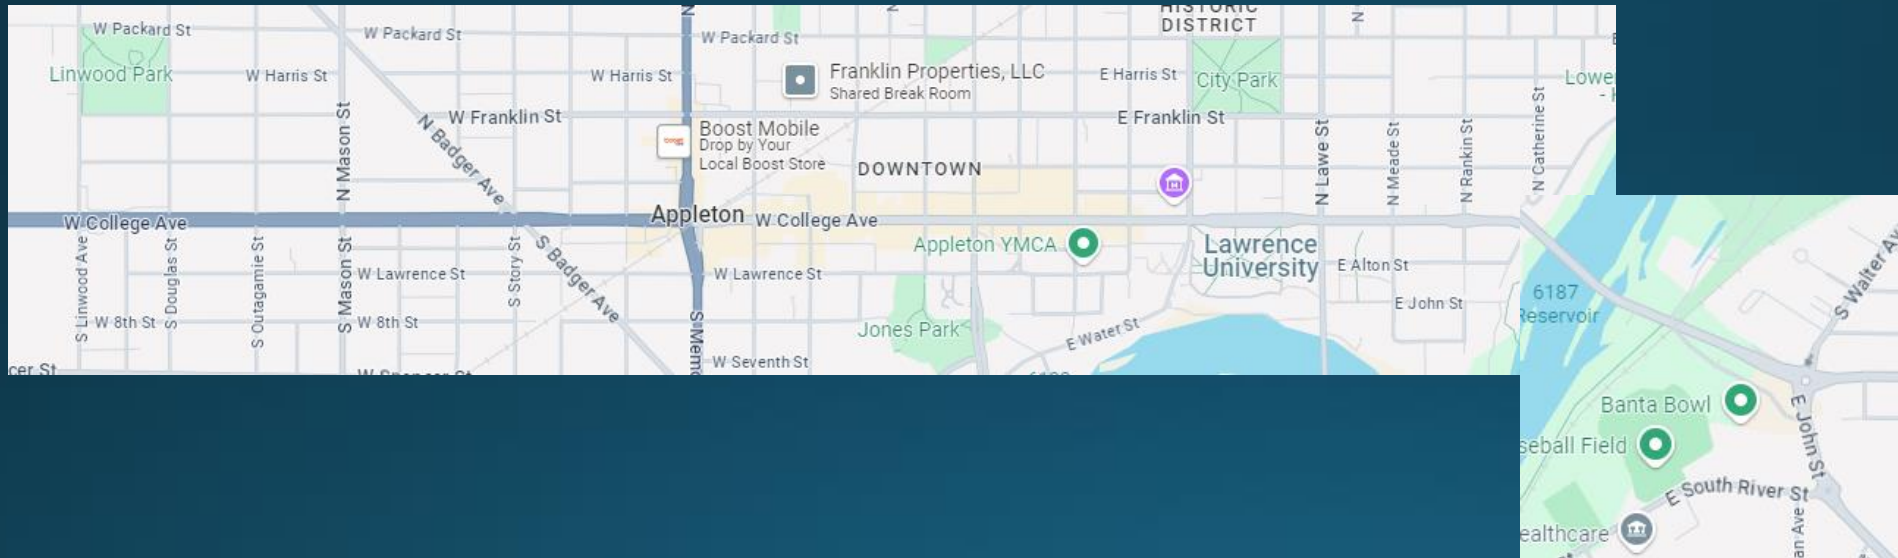 HISTORIC
DISTRICT
W Packard St
W Packard St
W Packard St
Linwood Park
W Harris St
W Harris St
Franklin Properties, LLC
Shared Break Room
E Harris St
City Park
N Mason St
N Badger Ave
W Franklin St
E Franklin St
Boost Mobile
Drop by Your
Local Boost Store
DOWNTOWN
N Lawe St
N Meade St
N Rankin St
N Catherine St
W College Ave
Appleton
W College Ave
Appleton YMCA
Lawrence
University
S Linwood Ave
S Douglas St
S Outagamie St
S Mason St
W Lawrence St
S Story St
S Badger Ave
W Lawrence St
E Alton St
E John St
W 8th St
W 8th St
Jones Park
E Water St
W Seventh St
6187
Reservoir
S Walter Av
Banta Bowl
seball Field
E John St
E South River St
ealthcare
an Ave